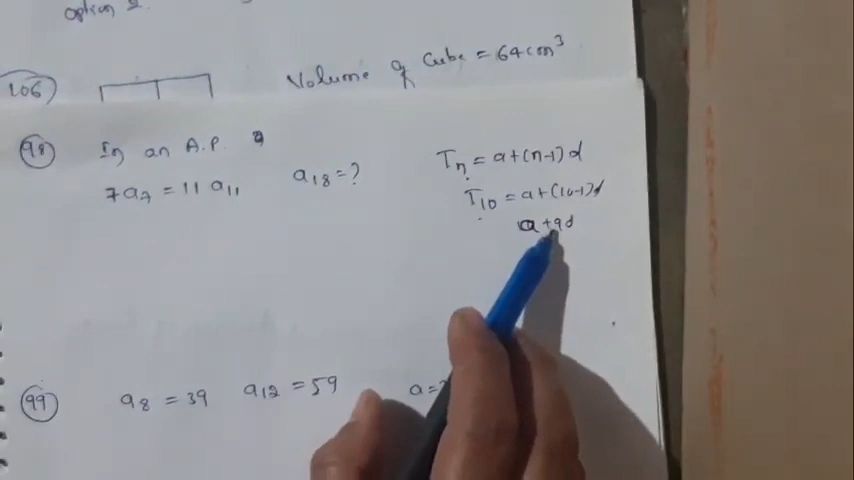 option 2.
106
Volume of Cube = 64 cm³
98
In an A.P.
7a₇ = 11 a₁₁
a₁₈ = ?
Tₙ = a+(n-1)d
T₁₀ = a+(10-1)d
a+9d
99
a₈ = 39
a₁₂ = 59
a=?